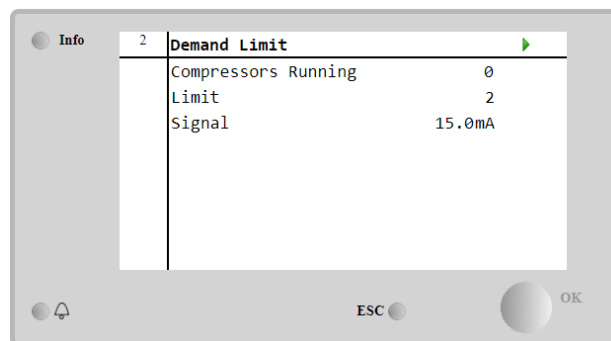 Info
2 Demand Limit
Compressors Running 0
Limit 2
Signal 15.0mA
ESC
OK